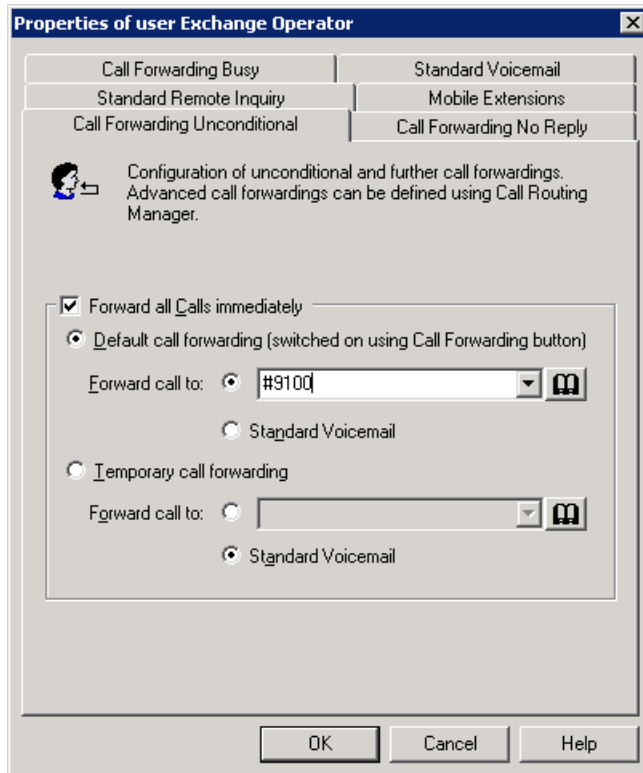 Properties of user Exchange Operator
Call Forwarding Busy
Standard Voicemail
Standard Remote Inquiry
Mobile Extensions
Call Forwarding Unconditional
Call Forwarding No Reply
Configuration of unconditional and further call forwardings.
Advanced call forwardings can be defined using Call Routing
Manager.
Forward all Calls immediately
Default call forwarding (switched on using Call Forwarding button)
Forward call to:
#9100
Standard Voicemail
Temporary call forwarding
Forward call to:
Standard Voicemail
OK
Cancel
Help